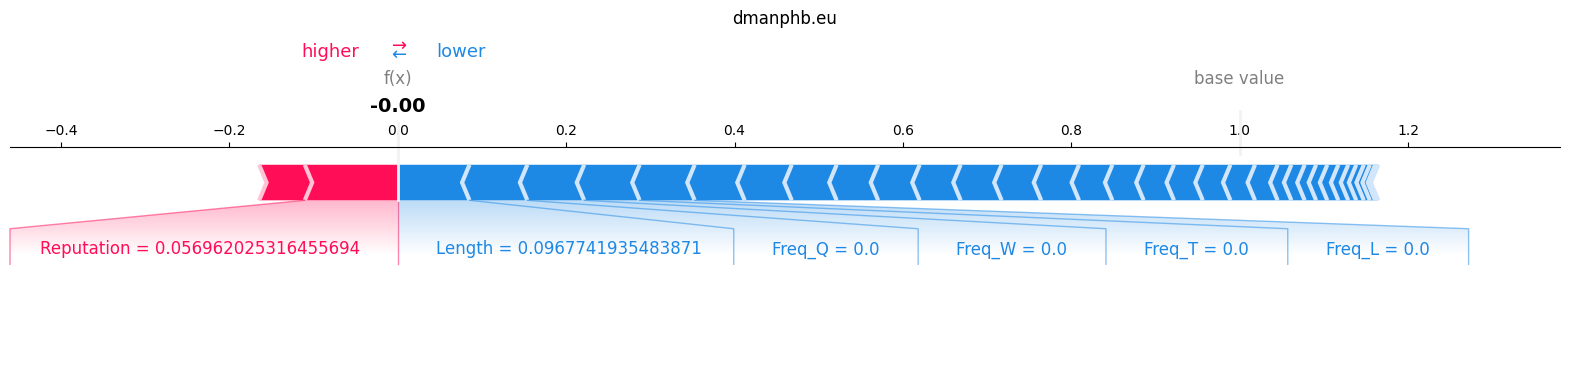 dmanphb.eu
higher → ← lower
f(x) base value
-0.00
−0.4 −0.2 0.0 0.2 0.4 0.6 0.8 1.0 1.2
Reputation = 0.056962025316455694 Length = 0.0967741935483871 Freq_Q = 0.0 Freq_W = 0.0 Freq_T = 0.0 Freq_L = 0.0